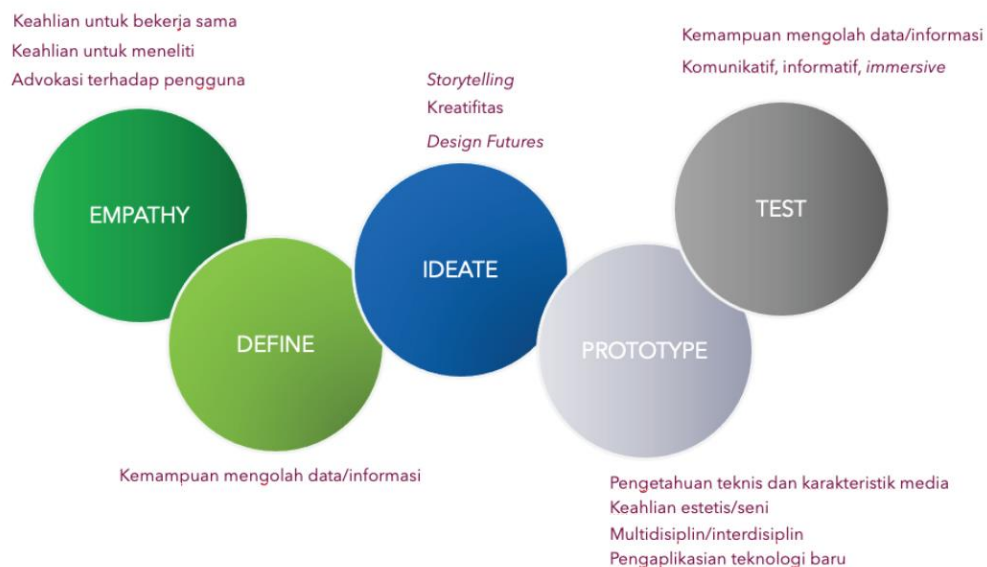 Keahlian untuk bekerja sama
Keahlian untuk meneliti
Advokasi terhadap pengguna
EMPATHY
DEFINE
Kemampuan mengolah data/informasi
Storytelling
Kreatifitas
Design Futures
IDEATE
PROTOTYPE
Pengetahuan teknis dan karakteristik media
Keahlian estetis/seni
Multidisiplin/interdisiplin
Pengaplikasian teknologi baru
Kemampuan mengolah data/informasi
Komunikatif, informatif, immersive
TEST